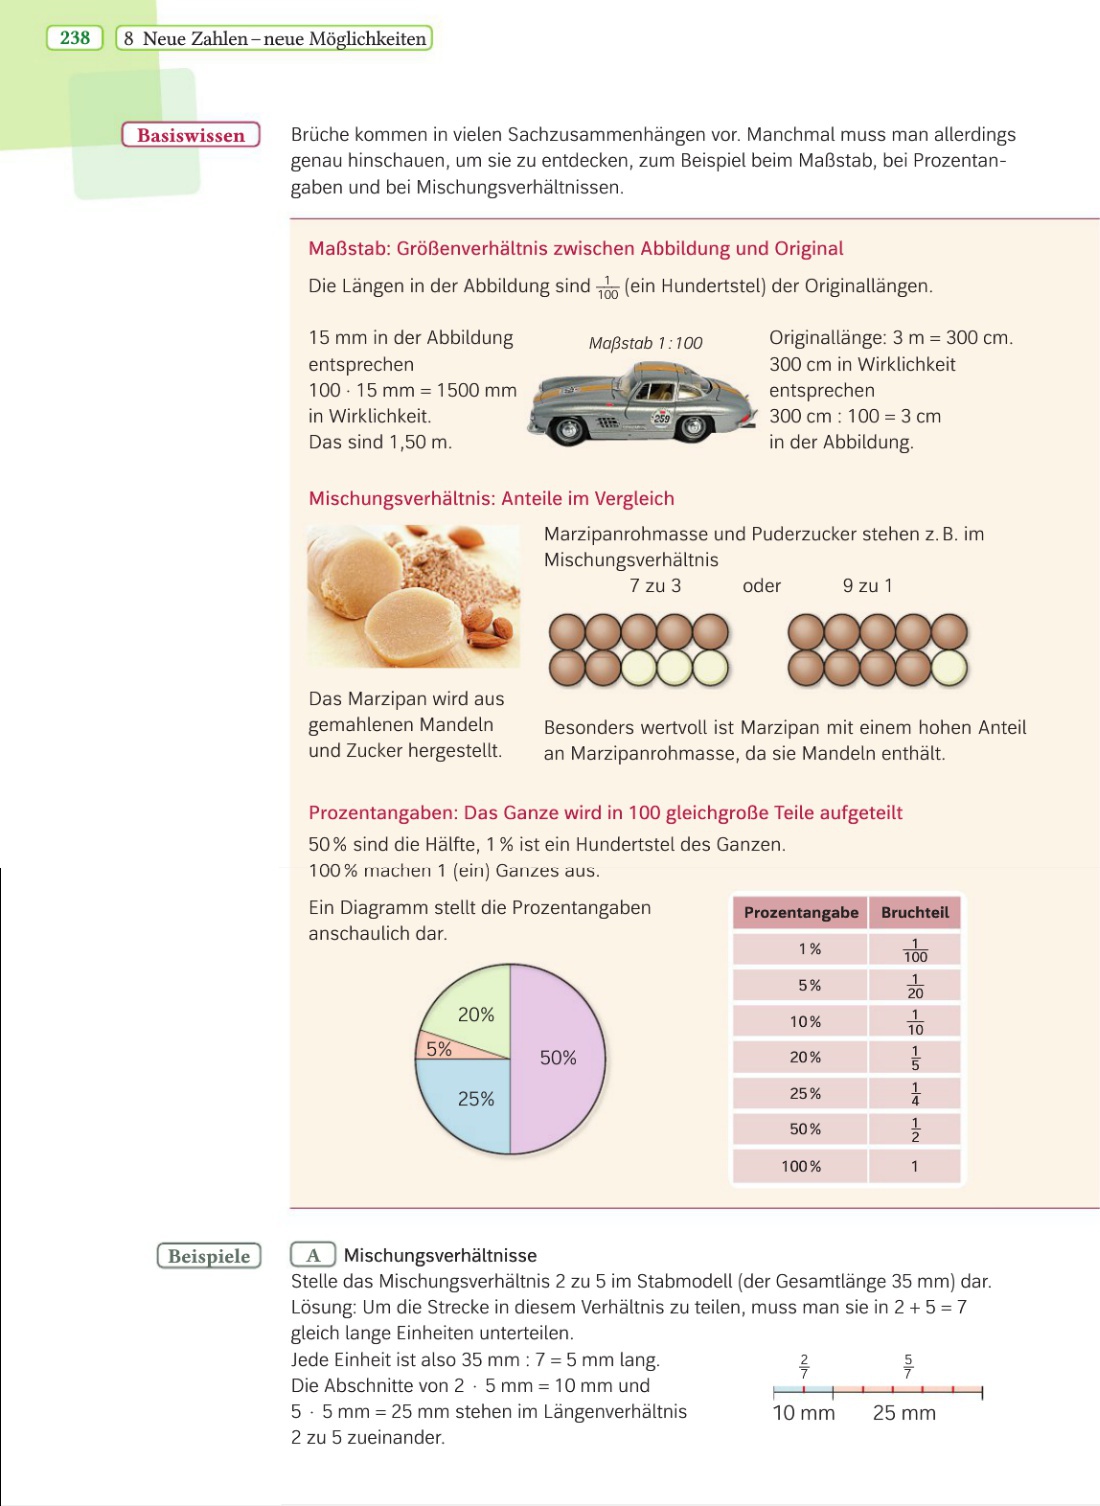 238
8 Neue Zahlen – neue Möglichkeiten
Basiswissen
Brüche kommen in vielen Sachzusammenhängen vor. Manchmal muss man allerdings
genau hinschauen, um sie zu entdecken, zum Beispiel beim Maßstab, bei Prozentan-
gaben und bei Mischungsverhältnissen.
Maßstab: Größenverhältnis zwischen Abbildung und Original
Die Längen in der Abbildung sind 1/100 (ein Hundertstel) der Originallängen.
15 mm in der Abbildung
entsprechen
100 · 15 mm = 1500 mm
in Wirklichkeit.
Das sind 1,50 m.
Maßstab 1 : 100
259
Originallänge: 3 m = 300 cm.
300 cm in Wirklichkeit
entsprechen
300 cm : 100 = 3 cm
in der Abbildung.
Mischungsverhältnis: Anteile im Vergleich
Marzipanrohmasse und Puderzucker stehen z. B. im
Mischungsverhältnis
7 zu 3 oder 9 zu 1
Das Marzipan wird aus
gemahlenen Mandeln
und Zucker hergestellt.
Besonders wertvoll ist Marzipan mit einem hohen Anteil
an Marzipanrohmasse, da sie Mandeln enthält.
Prozentangaben: Das Ganze wird in 100 gleichgroße Teile aufgeteilt
50 % sind die Hälfte, 1 % ist ein Hundertstel des Ganzen.
100 % machen 1 (ein) Ganzes aus.
Ein Diagramm stellt die Prozentangaben
anschaulich dar.
20%
5%
50%
25%
Prozentangabe Bruchteil
1 % 1/100
5 % 1/20
10 % 1/10
20 % 1/5
25 % 1/4
50 % 1/2
100 % 1
Beispiele
A Mischungsverhältnisse
Stelle das Mischungsverhältnis 2 zu 5 im Stabmodell (der Gesamtlänge 35 mm) dar.
Lösung: Um die Strecke in diesem Verhältnis zu teilen, muss man sie in 2 + 5 = 7
gleich lange Einheiten unterteilen.
Jede Einheit ist also 35 mm : 7 = 5 mm lang.
Die Abschnitte von 2 · 5 mm = 10 mm und
5 · 5 mm = 25 mm stehen im Längenverhältnis
2 zu 5 zueinander.
2/7 5/7
10 mm 25 mm